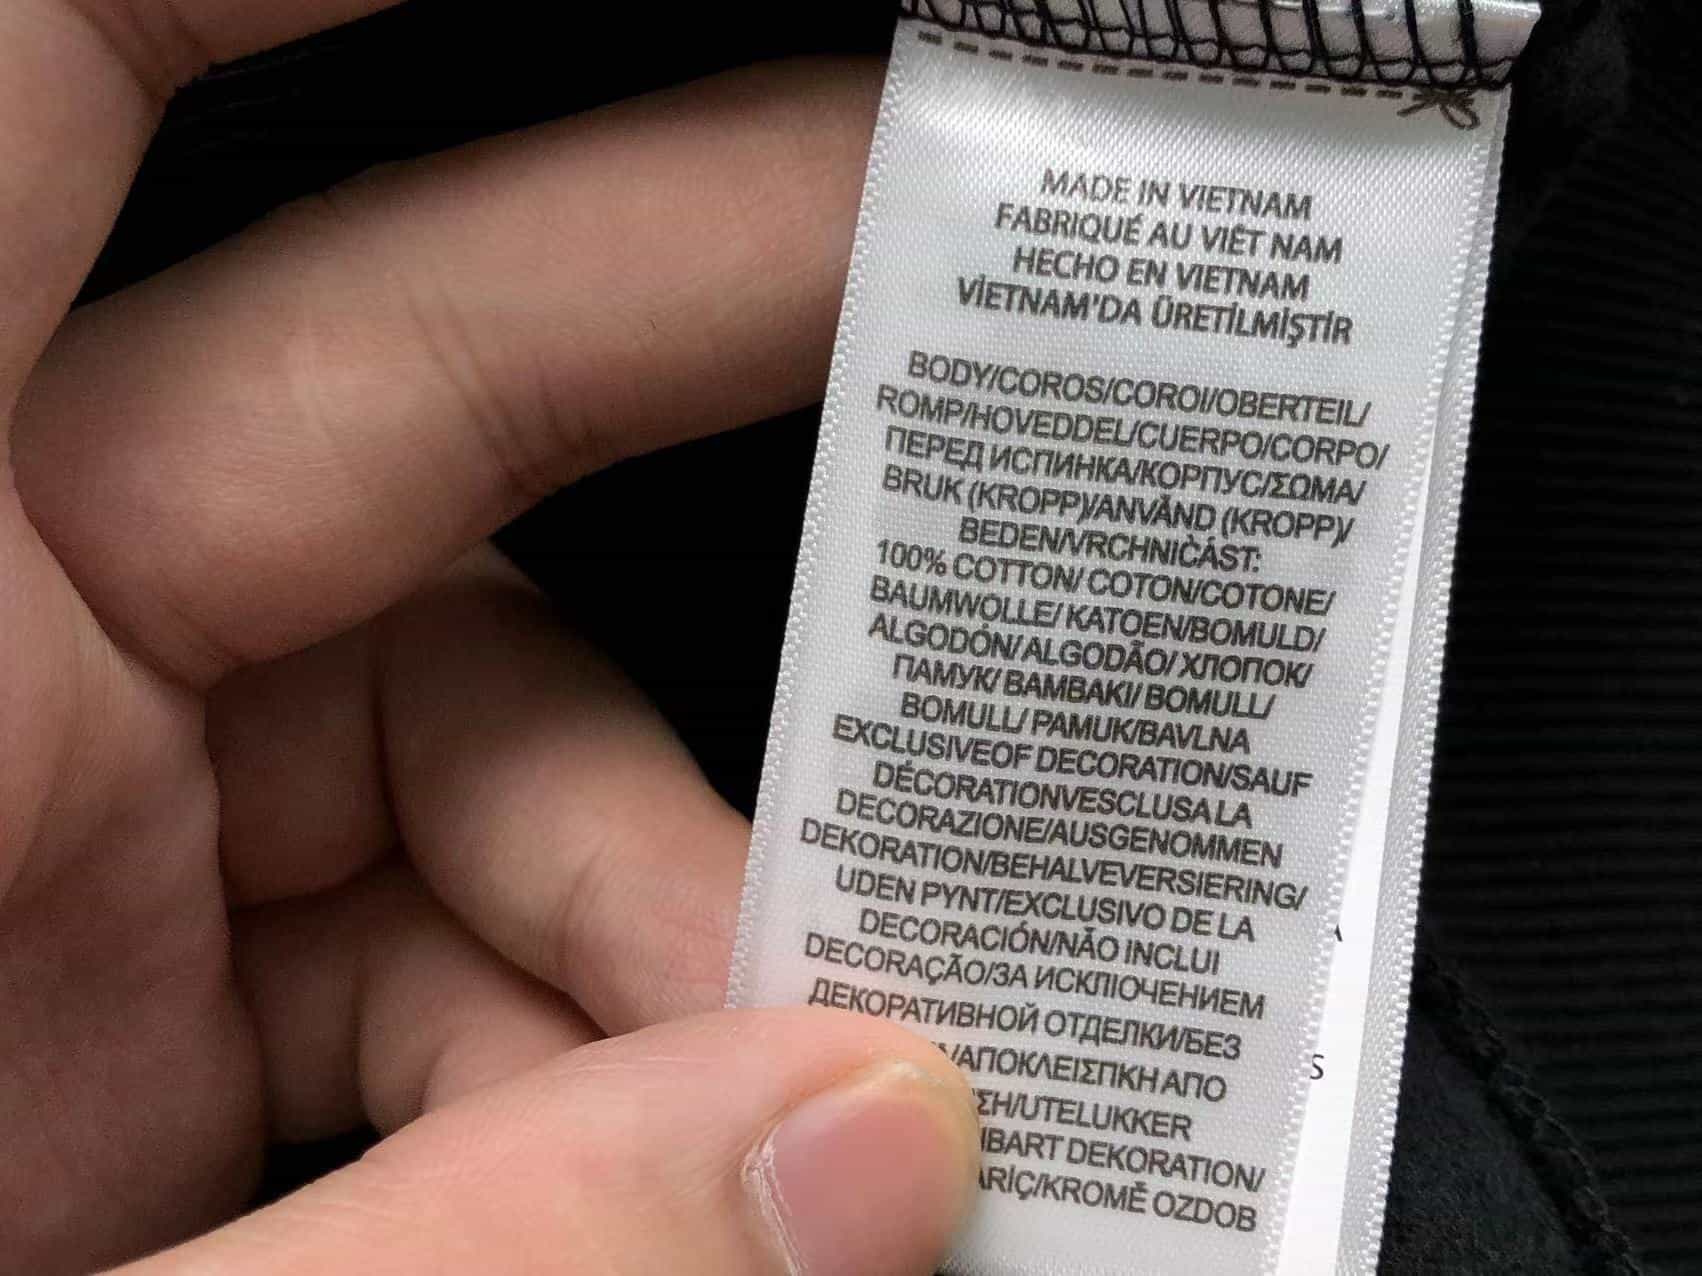 MADE IN VIETNAM
FABRIQUÉ AU VIÊT NAM
HECHO EN VIETNAM
VİETNAM'DA ÜRETİLMİŞTİR
BODY/COROS/COROI/OBERTEIL/
ROMP/HOVEDDEL/CUERPO/CORPO/
ПЕРЕД ИСПИНКА/КОРПУС/ΣΩΜΑ/
BRUK (KROPP)/ANVÄND (KROPP)/
BEDEN/VRCHNIČÁST:
100% COTTON/ COTON/COTONE/
BAUMWOLLE/ KATOEN/BOMULD/
ALGODÓN/ALGODÃO/ ХЛОПОК/
ПАМУК/ BAMBAKI/ BOMULL/
BOMULL/ PAMUK/BAVLNA
EXCLUSIVEOF DECORATION/SAUF
DÉCORATIONVESCLUSA LA
DECORAZIONE/AUSGENOMMEN
DEKORATION/BEHALVEVERSIERING/
UDEN PYNT/EXCLUSIVO DE LA
DECORACIÓN/NÃO INCLUI
DECORAÇÃO/ЗА ИСКЛЮЧЕНИЕМ
ДЕКОРАТИВНОЙ ОТДЕЛКИ/БЕЗ
/ΑΠΟΚΛΕΙΣΠΚΗ ΑΠΟ
ΣΗ/UTELUKKER
DEKORATION/
KROMĚ OZDOB